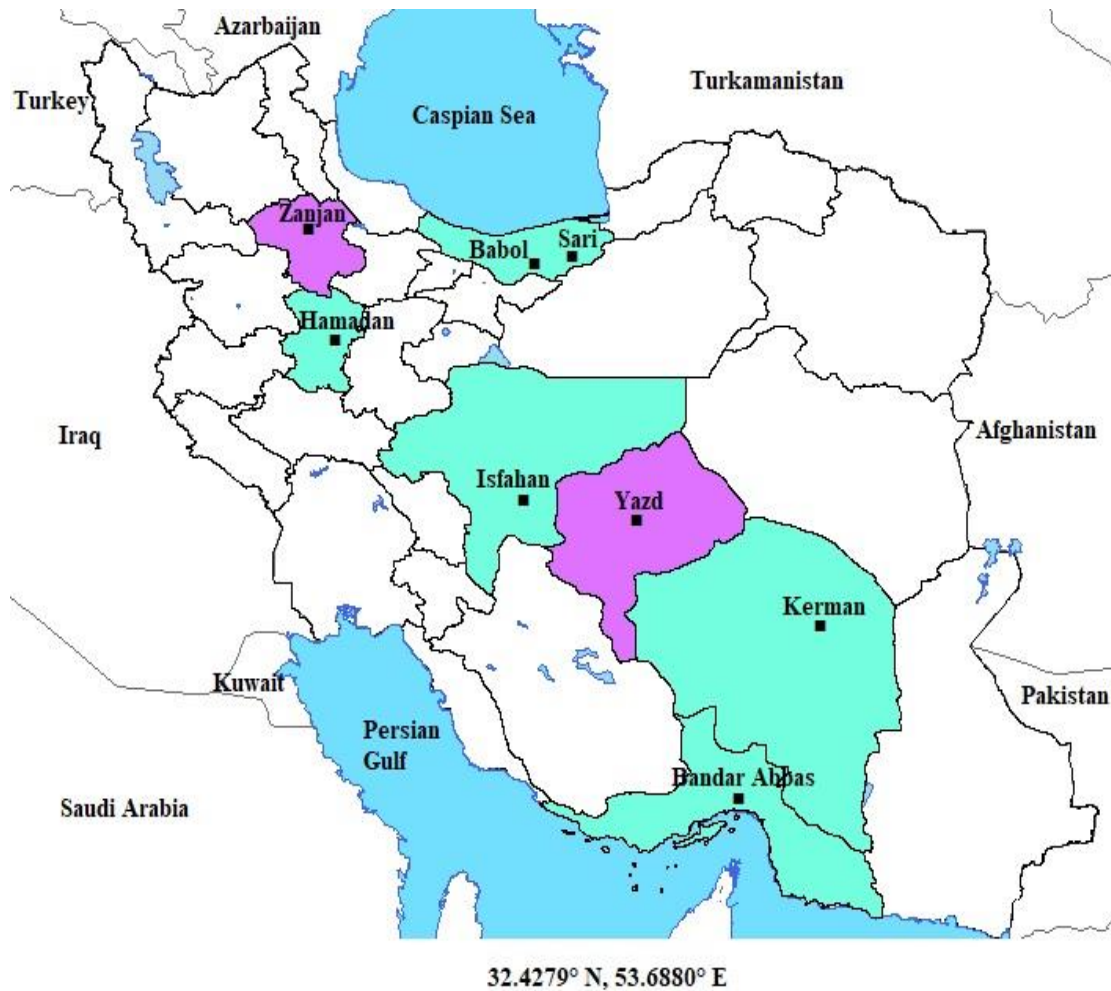 Azarbaijan
Turkey
Caspian Sea
Turkamanistan
Zanjan
Babol
Sari
Hamadan
Iraq
Afghanistan
Isfahan
Yazd
Kerman
Kuwait
Pakistan
Persian
Gulf
Bandar Abbas
Saudi Arabia
32.4279° N, 53.6880° E